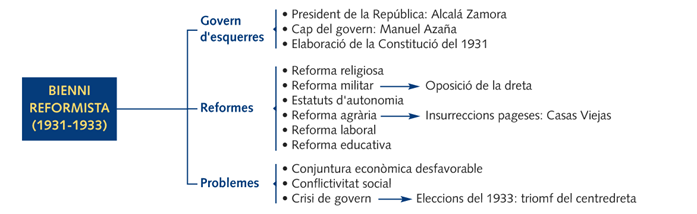 BIENNI
REFORMISTA
(1931-1933)
Govern
d'esquerres
• President de la República: Alcalá Zamora
• Cap del govern: Manuel Azaña
• Elaboració de la Constitució del 1931
Reformes
• Reforma religiosa
• Reforma militar → Oposició de la dreta
• Estatuts d'autonomia
• Reforma agrària → Insurreccions pageses: Casas Viejas
• Reforma laboral
• Reforma educativa
Problemes
• Conjuntura econòmica desfavorable
• Conflictivitat social
• Crisi de govern → Eleccions del 1933: triomf del centredreta